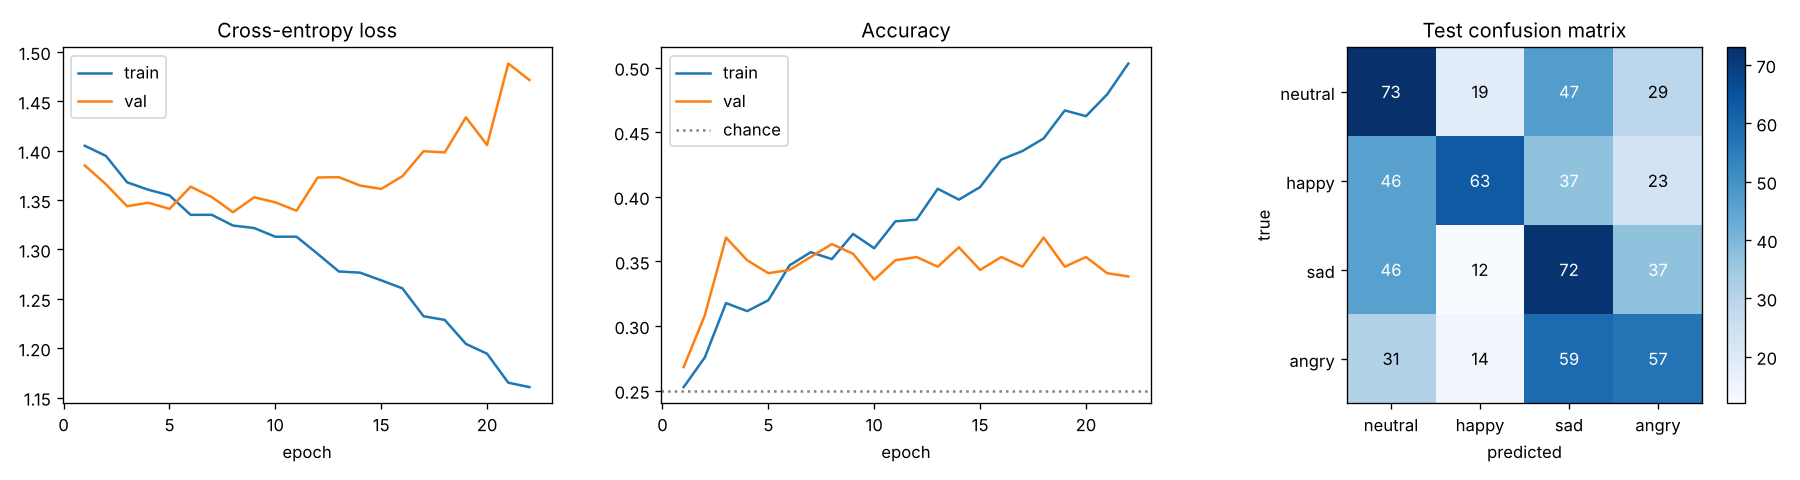 Cross-entropy loss
1.50
1.45
1.40
1.35
1.30
1.25
1.20
1.15
train
val
0 5 10 15 20
epoch
Accuracy
0.50
0.45
0.40
0.35
0.30
0.25
train
val
chance
0 5 10 15 20
epoch
Test confusion matrix
true
neutral 73 19 47 29
happy 46 63 37 23
sad 46 12 72 37
angry 31 14 59 57
neutral happy sad angry
predicted
70
60
50
40
30
20